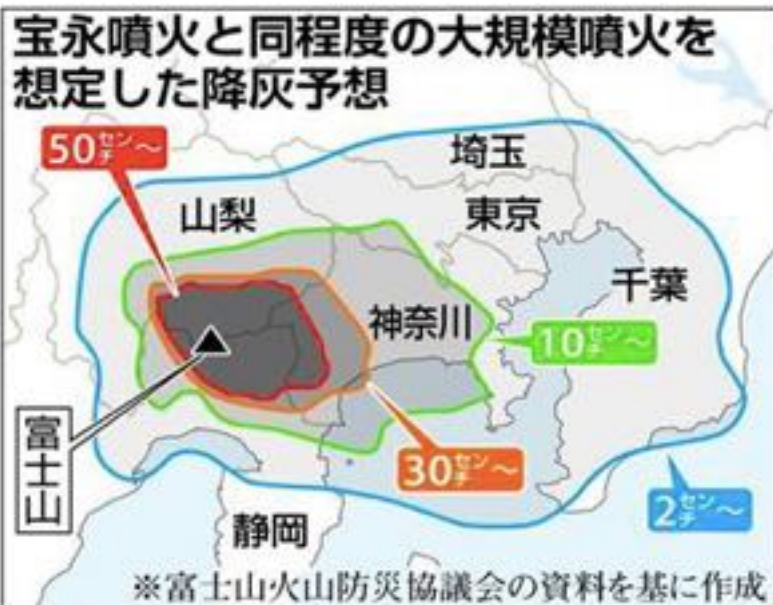 宝永噴火と同程度の大規模噴火を
想定した降灰予想
50センチ～
埼玉
山梨
東京
千葉
神奈川
10センチ～
富士山
30センチ～
2センチ～
静岡
※富士山火山防災協議会の資料を基に作成